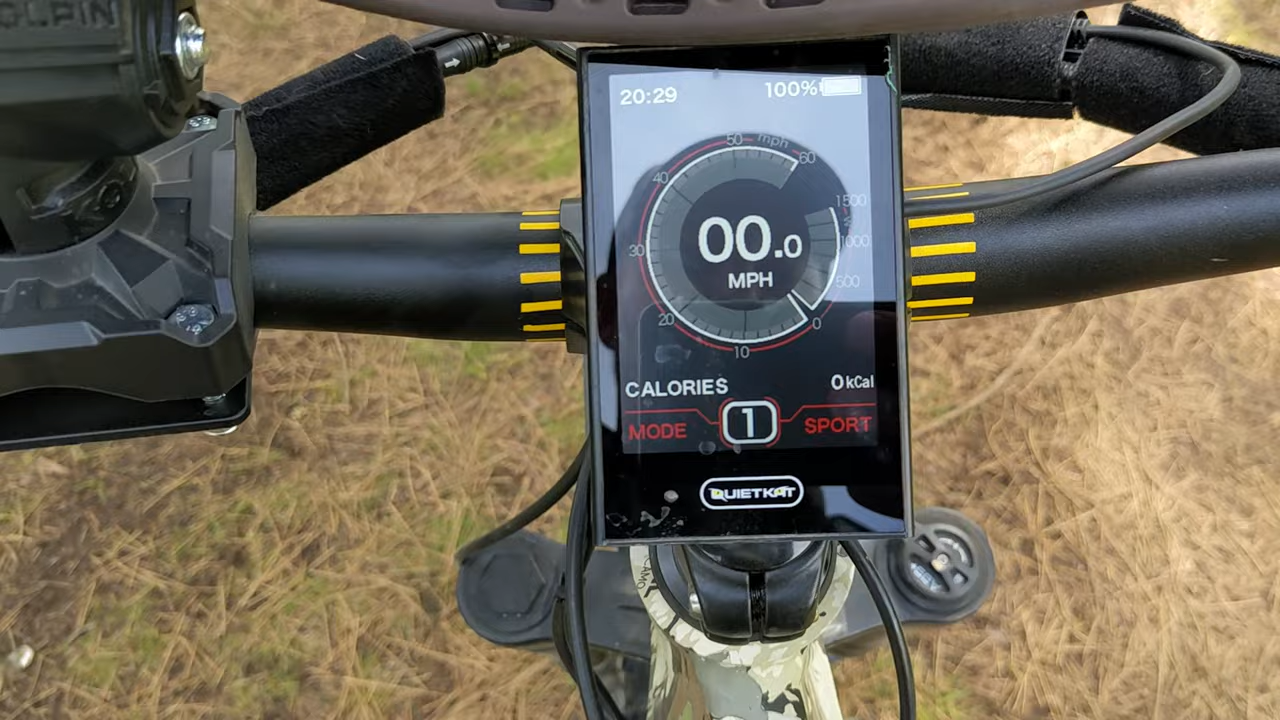 20:29 100%
50 mph 60
40
1500
W
30 1000
00.0
MPH
500
20 0
10
CALORIES 0 kCal
MODE 1 SPORT
QUIETKAT